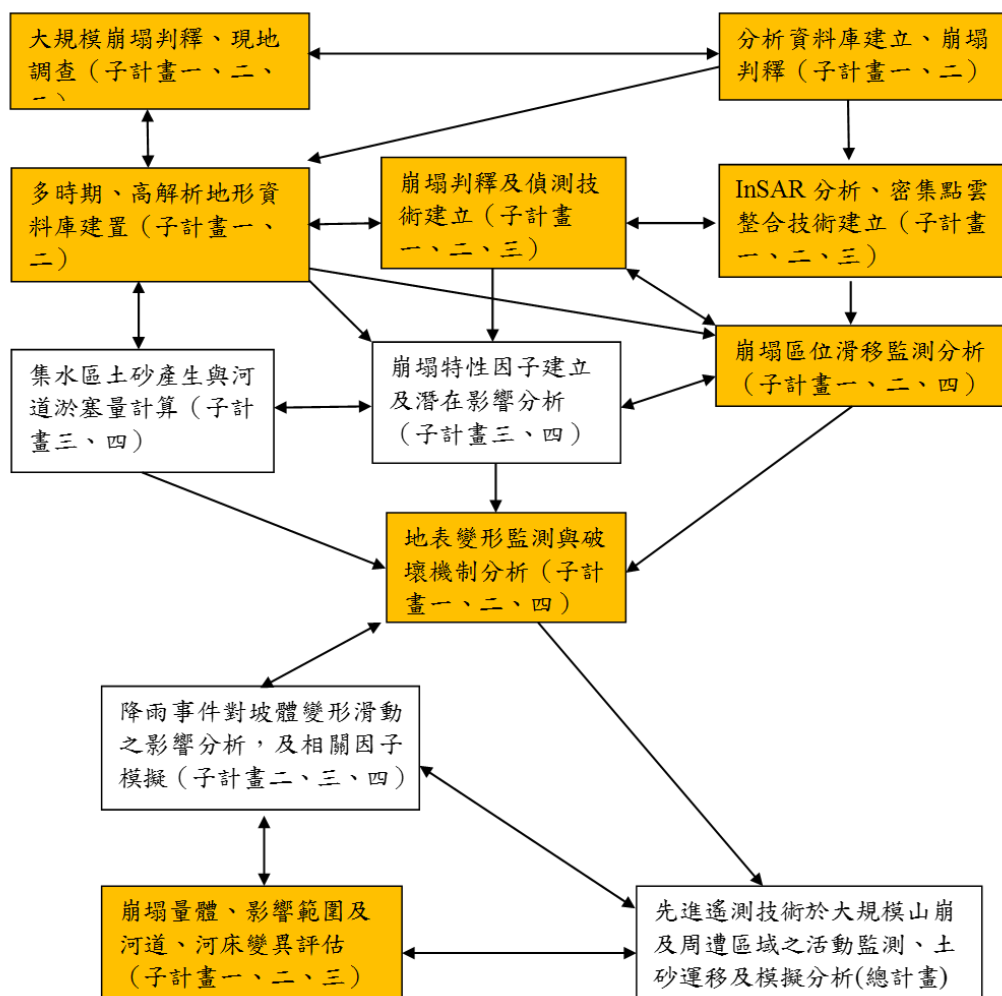 大規模崩塌判釋、現地
調查（子計畫一、二、
分析資料庫建立、崩塌
判釋（子計畫一、二）
多時期、高解析地形資
料庫建置（子計畫一、
二）
崩塌判釋及偵測技
術建立（子計畫
一、二、三）
InSAR 分析、密集點雲
整合技術建立（子計畫
一、二、三）
集水區土砂產生與河
道淤塞量計算（子計
畫三、四）
崩塌特性因子建立
及潛在影響分析
（子計畫三、四）
崩塌區位滑移監測分析
（子計畫一、二、四）
地表變形監測與破
壞機制分析（子計
畫一、二、四）
降雨事件對坡體變形滑動
之影響分析，及相關因子
模擬（子計畫二、三、四）
崩塌量體、影響範圍及
河道、河床變異評估
（子計畫一、二、三）
先進遙測技術於大規模山崩
及周遭區域之活動監測、土
砂運移及模擬分析(總計畫)